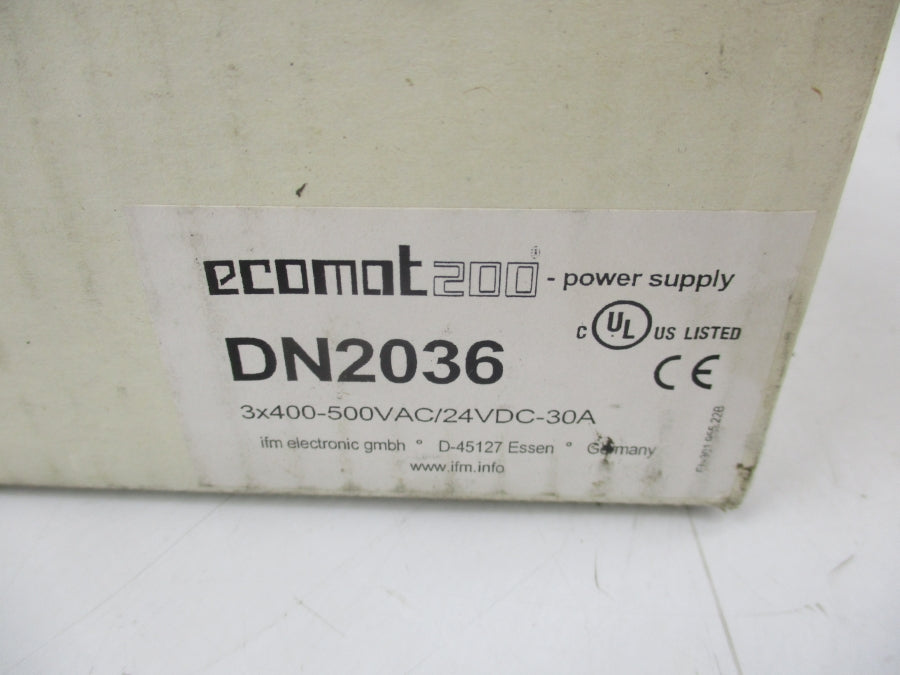 ecomat200® - power supply
C UL US LISTED
DN2036
CE
3x400-500VAC/24VDC-30A
ifm electronic gmbh ° D-45127 Essen ° Germany
www.ifm.info